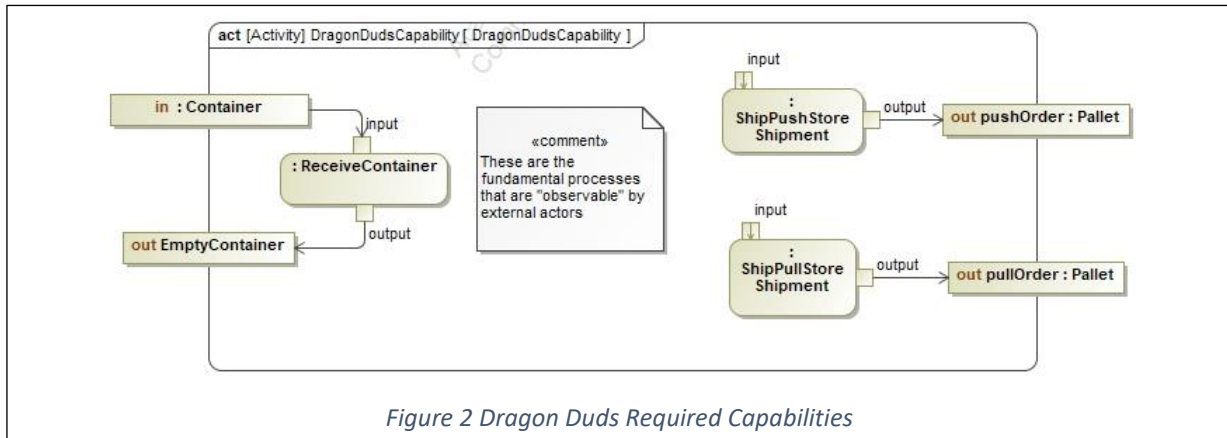 act [Activity] DragonDudsCapability [ DragonDudsCapability ]
in : Container
input
: ReceiveContainer
output
out EmptyContainer
«comment»
These are the
fundamental processes
that are "observable" by
external actors
input
:
ShipPushStore
Shipment
output
out pushOrder : Pallet
input
:
ShipPullStore
Shipment
output
out pullOrder : Pallet
Figure 2 Dragon Duds Required Capabilities